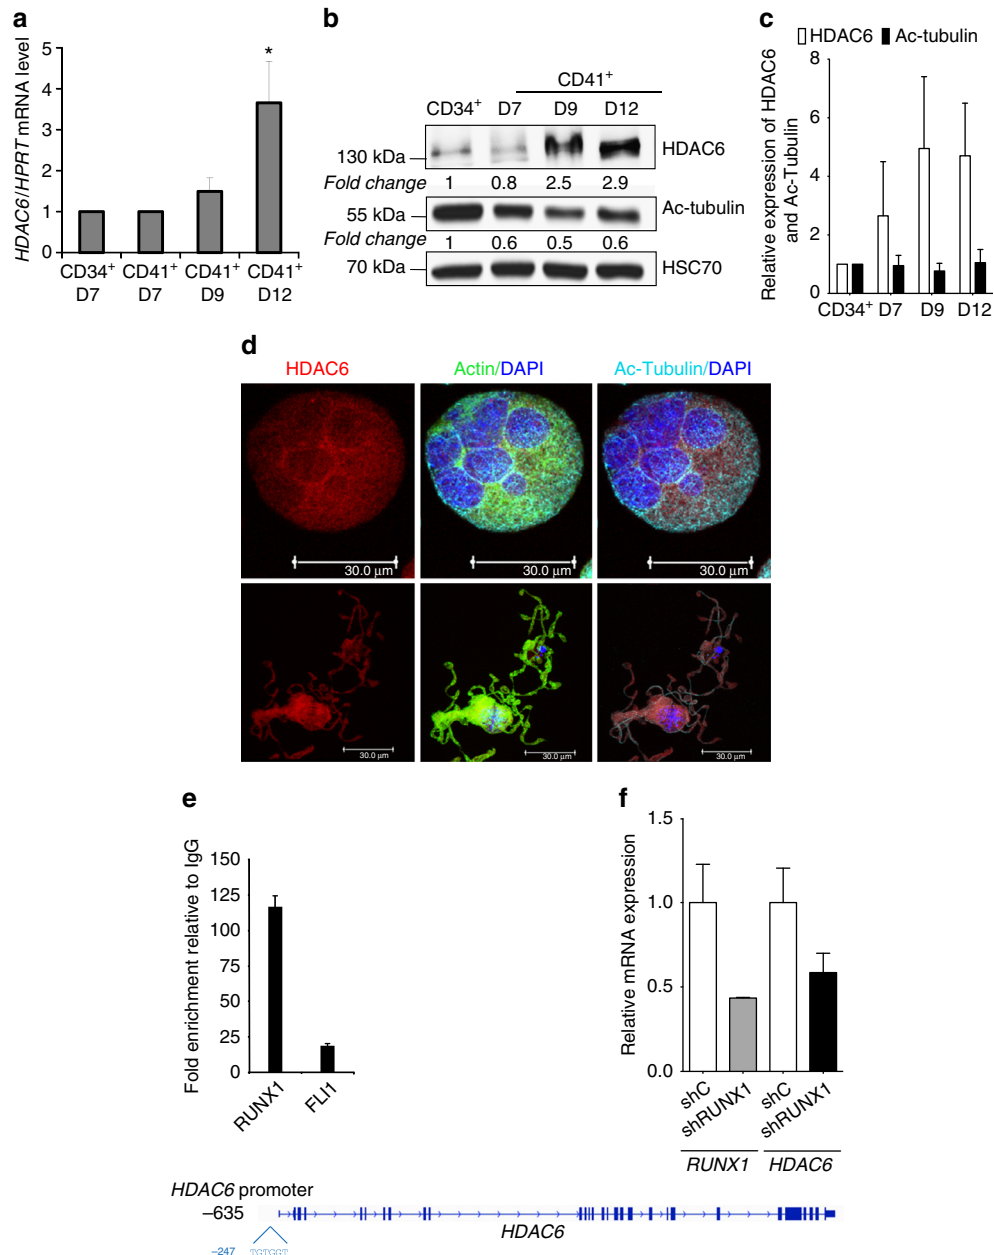 a
HDAC6/HPRT mRNA level
5
4
3
2
1
0
*
CD34+ CD41+ CD41+ CD41+
D7 D7 D9 D12
b
CD41+
CD34+ D7 D9 D12
130 kDa
HDAC6
Fold change 1 0.8 2.5 2.9
55 kDa
Ac-tubulin
Fold change 1 0.6 0.5 0.6
70 kDa
HSC70
c
HDAC6 Ac-tubulin
Relative expression of HDAC6
and Ac-Tubulin
8
6
4
2
0
CD34+ D7 D9 D12
d
HDAC6 Actin/DAPI Ac-Tubulin/DAPI
30.0 µm 30.0 µm 30.0 µm
30.0 µm 30.0 µm 30.0 µm
e
Fold enrichment relative to IgG
150
125
100
75
50
25
0
RUNX1 FLI1
f
Relative mRNA expression
1.5
1.0
0.5
0.0
shC shRUNX1 shC shRUNX1
RUNX1 HDAC6
HDAC6 promoter
−635
HDAC6
−247 TGTGGT